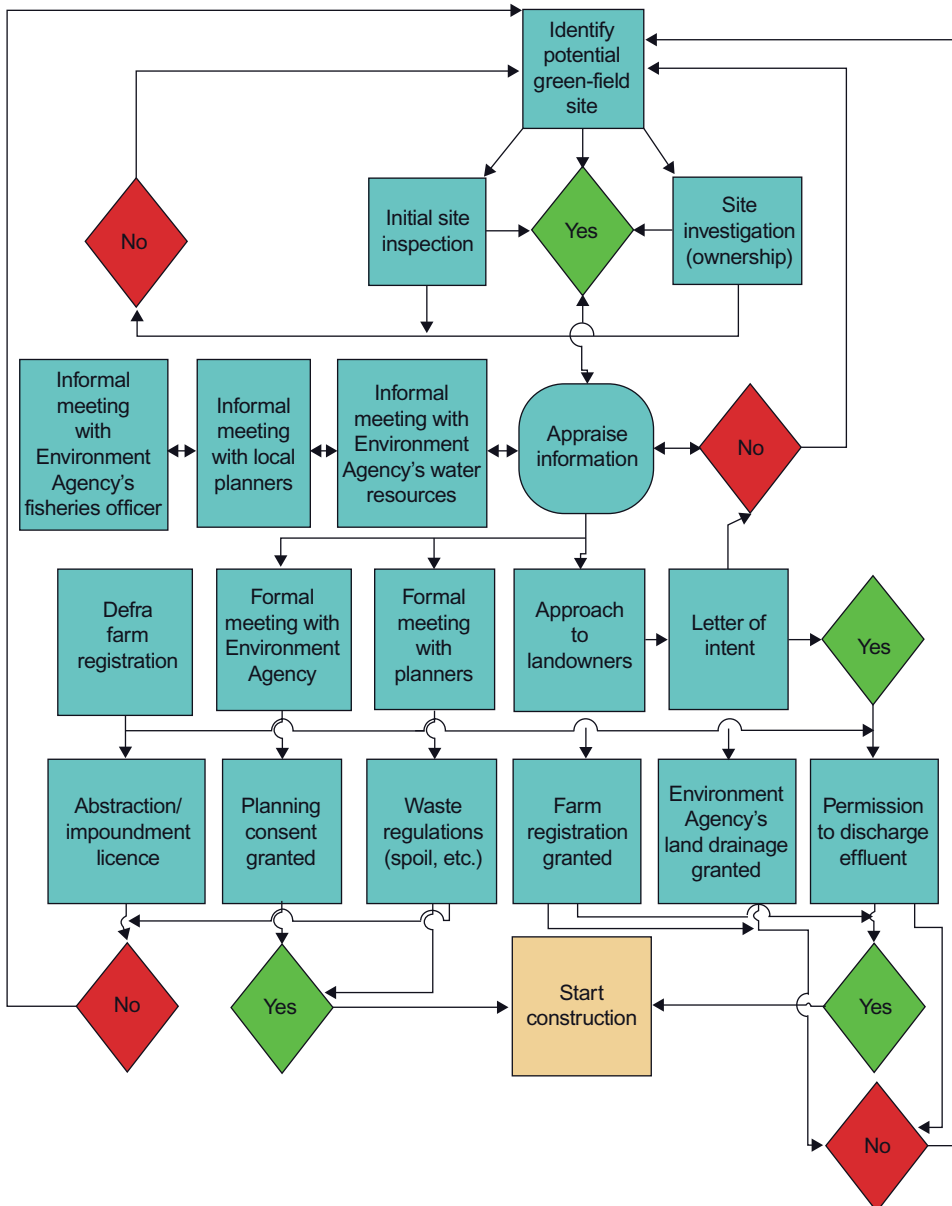 Identify
potential
green-field
site
No
Initial site
inspection
Yes
Site
investigation
(ownership)
Informal
meeting
with
Environment
Agency's
fisheries officer
Informal
meeting
with local
planners
Informal
meeting with
Environment
Agency's water
resources
Appraise
information
No
Defra
farm
registration
Formal
meeting with
Environment
Agency
Formal
meeting
with
planners
Approach
to
landowners
Letter of
intent
Yes
Abstraction/
impoundment
licence
Planning
consent
granted
Waste
regulations
(spoil, etc.)
Farm
registration
granted
Environment
Agency's
land drainage
granted
Permission
to discharge
effluent
No
Yes
Start
construction
Yes
No